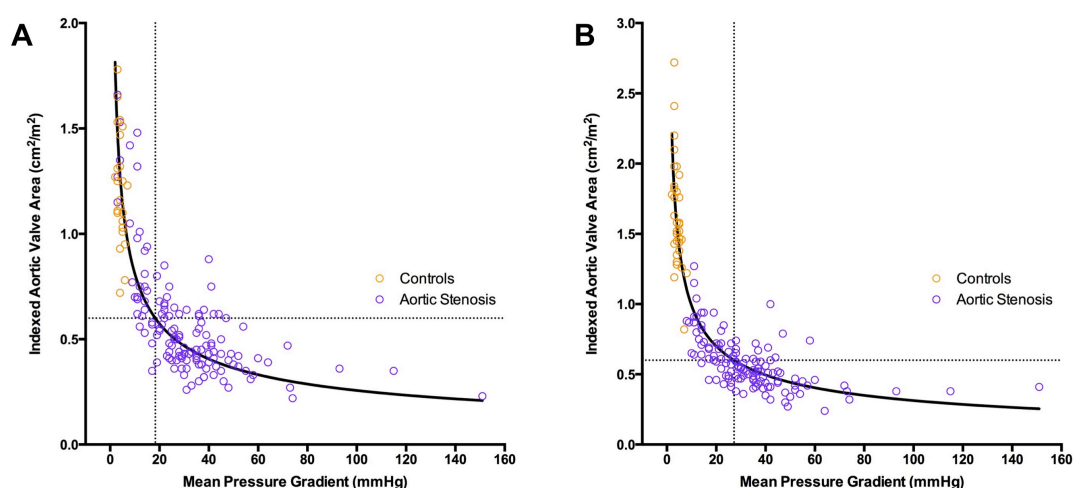 A
2.0
1.5
1.0
0.5
0.0
0 20 40 60 80 100 120 140 160
Indexed Aortic Valve Area (cm²/m²)
Mean Pressure Gradient (mmHg)
Controls
Aortic Stenosis
B
3.0
2.5
2.0
1.5
1.0
0.5
0.0
0 20 40 60 80 100 120 140 160
Indexed Aortic Valve Area (cm²/m²)
Mean Pressure Gradient (mmHg)
Controls
Aortic Stenosis